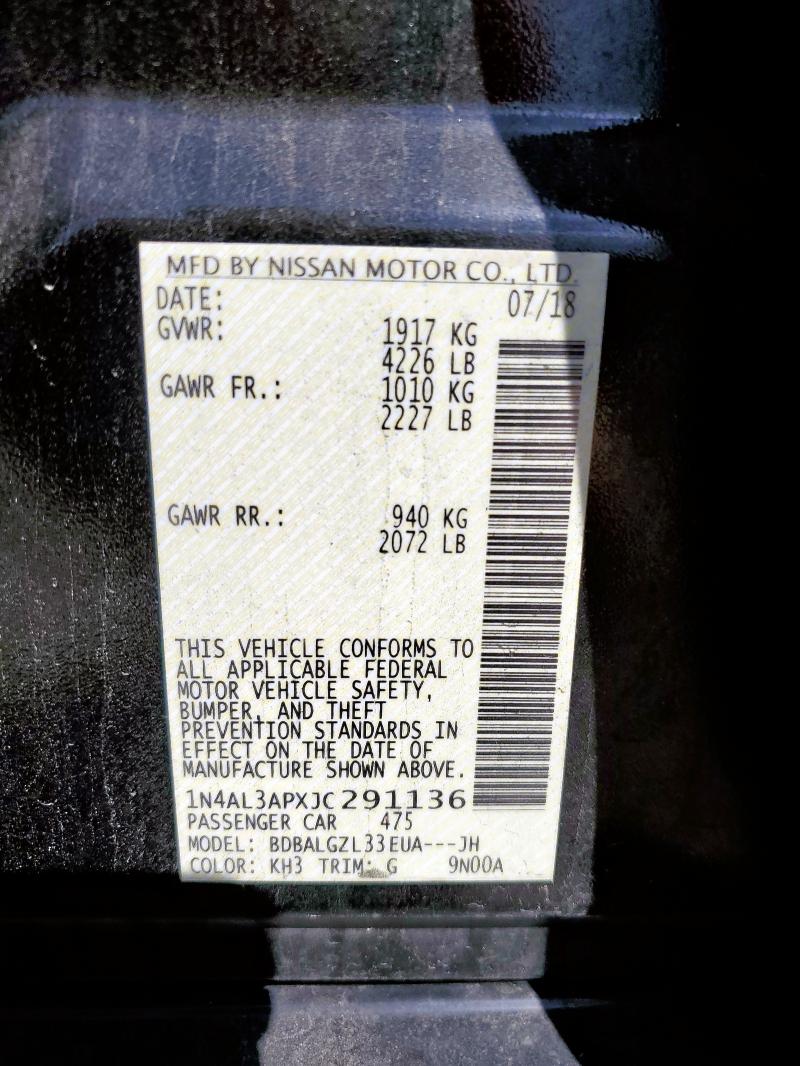 MFD BY NISSAN MOTOR CO., LTD.
DATE: 07/18
GVWR: 1917 KG
4226 LB
GAWR FR.: 1010 KG
2227 LB
GAWR RR.: 940 KG
2072 LB
THIS VEHICLE CONFORMS TO
ALL APPLICABLE FEDERAL
MOTOR VEHICLE SAFETY,
BUMPER, AND THEFT
PREVENTION STANDARDS IN
EFFECT ON THE DATE OF
MANUFACTURE SHOWN ABOVE.
1N4AL3APXJC291136
PASSENGER CAR 475
MODEL: BDBALGZL33EUA---JH
COLOR: KH3 TRIM: G 9N00A